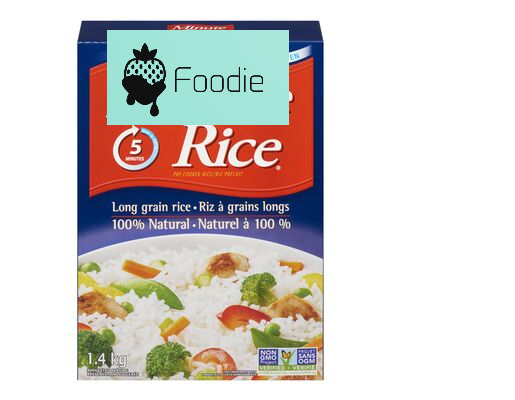 Minute
Foodie
5
MINUTES
Rice®
PRE-COOKED RICE/RIZ PRÉCUIT
Long grain rice • Riz à grains longs
100% Natural • Naturel à 100 %
1.4 kg
NON
GMO
Project
VERIFIED
PROJET
SANS
OGM
VÉRIFIÉ